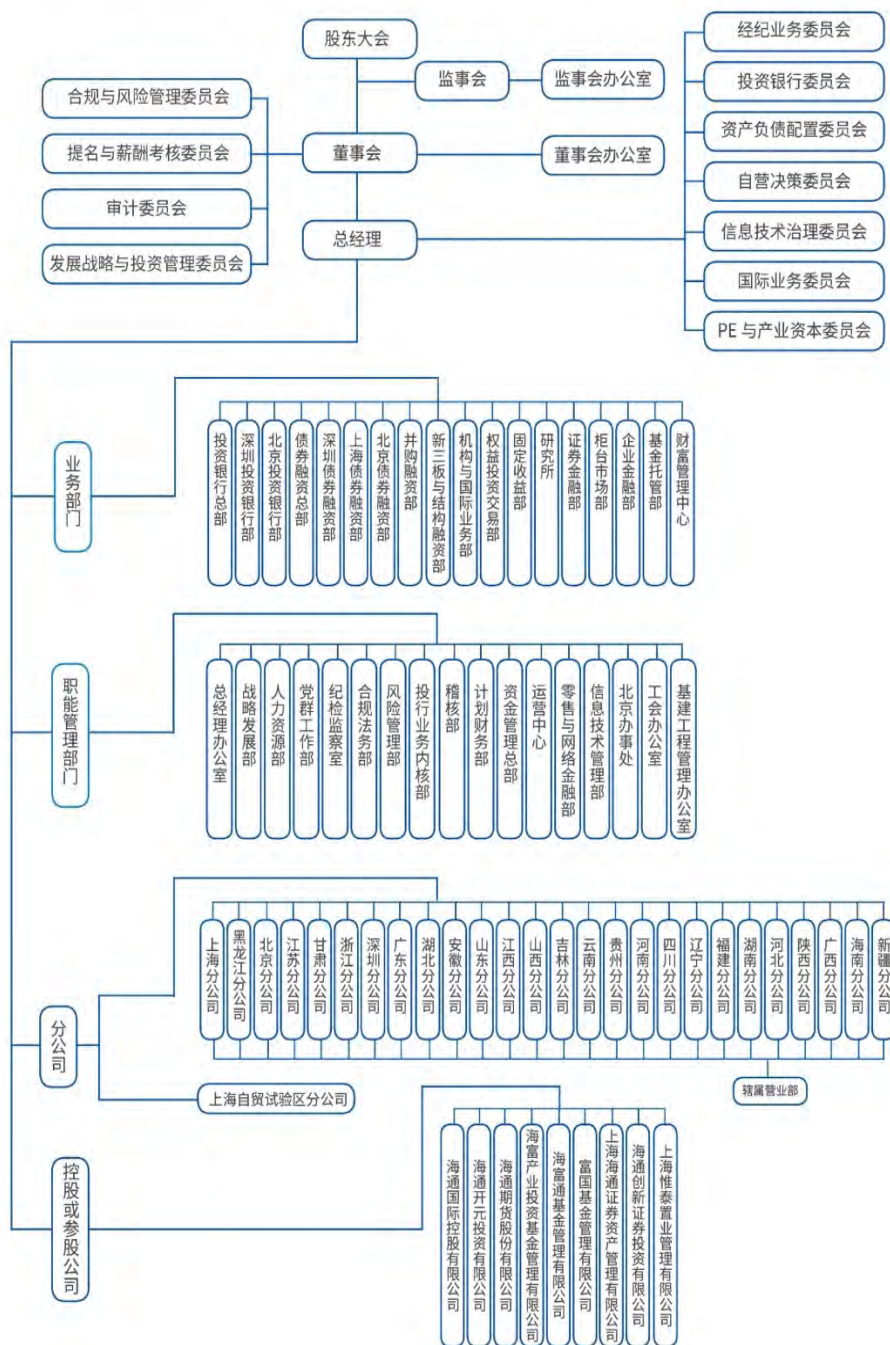 股东大会
监事会
监事会办公室
董事会
董事会办公室
总经理
合规与风险管理委员会
提名与薪酬考核委员会
审计委员会
发展战略与投资管理委员会
经纪业务委员会
投资银行委员会
资产负债配置委员会
自营决策委员会
信息技术治理委员会
国际业务委员会
PE 与产业资本委员会
业务部门
投资银行总部
深圳投资银行部
北京投资银行部
债券融资总部
深圳债券融资部
上海债券融资部
北京债券融资部
并购融资部
新三板与结构融资部
机构与国际业务部
权益投资交易部
固定收益部
研究所
证券金融部
柜台市场部
企业金融部
基金托管部
财富管理中心
职能管理部门
总经理办公室
战略发展部
人力资源部
党群工作部
纪检监察室
合规法务部
风险管理部
投行业务内核部
稽核部
计划财务部
资金管理总部
运营中心
零售与网络金融部
信息技术管理部
北京办事处
工会办公室
基建工程管理办公室
分公司
上海分公司
黑龙江分公司
北京分公司
江苏分公司
甘肃分公司
浙江分公司
深圳分公司
广东分公司
湖北分公司
安徽分公司
山东分公司
江西分公司
山西分公司
吉林分公司
云南分公司
贵州分公司
河南分公司
四川分公司
辽宁分公司
福建分公司
湖南分公司
河北分公司
陕西分公司
广西分公司
海南分公司
新疆分公司
上海自贸试验区分公司
辖属营业部
控股或参股公司
海通国际控股有限公司
海通开元投资有限公司
海通期货股份有限公司
海富产业投资基金管理有限公司
海富通基金管理有限公司
富国基金管理有限公司
上海海通证券资产管理有限公司
海通创新证券投资有限公司
上海惟泰置业管理有限公司